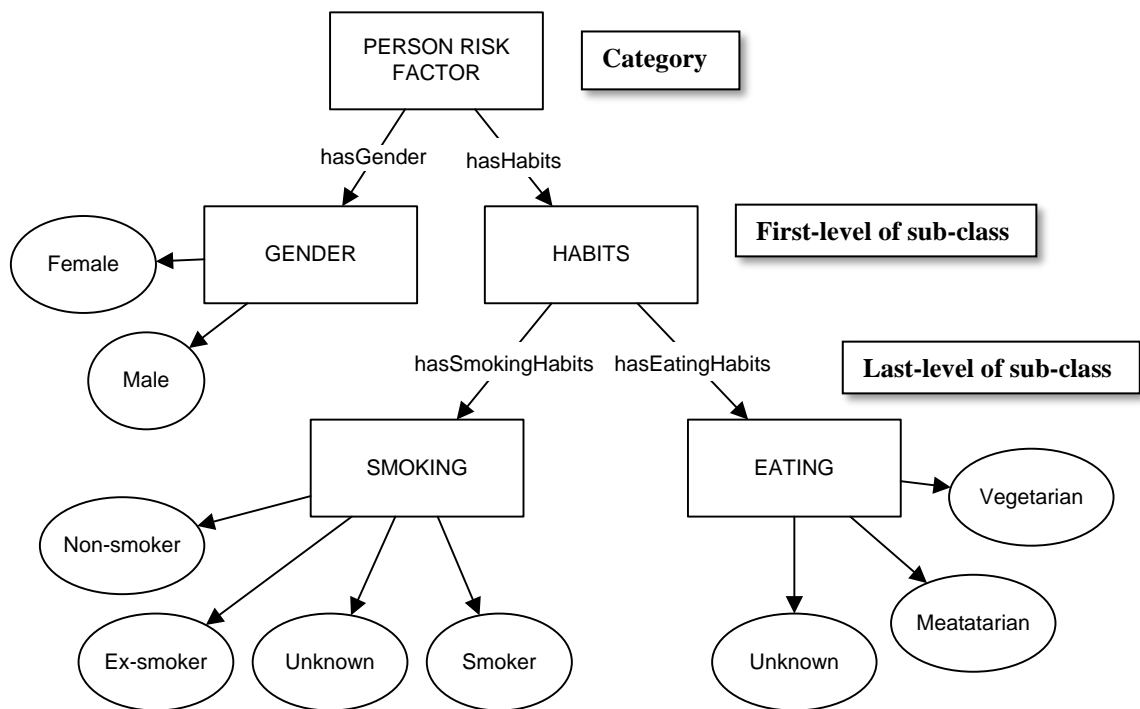 PERSON RISK
FACTOR
Category
hasGender
hasHabits
GENDER
HABITS
First-level of sub-class
Female
Male
hasSmokingHabits
hasEatingHabits
Last-level of sub-class
SMOKING
EATING
Vegetarian
Non-smoker
Meatatarian
Ex-smoker
Unknown
Smoker
Unknown